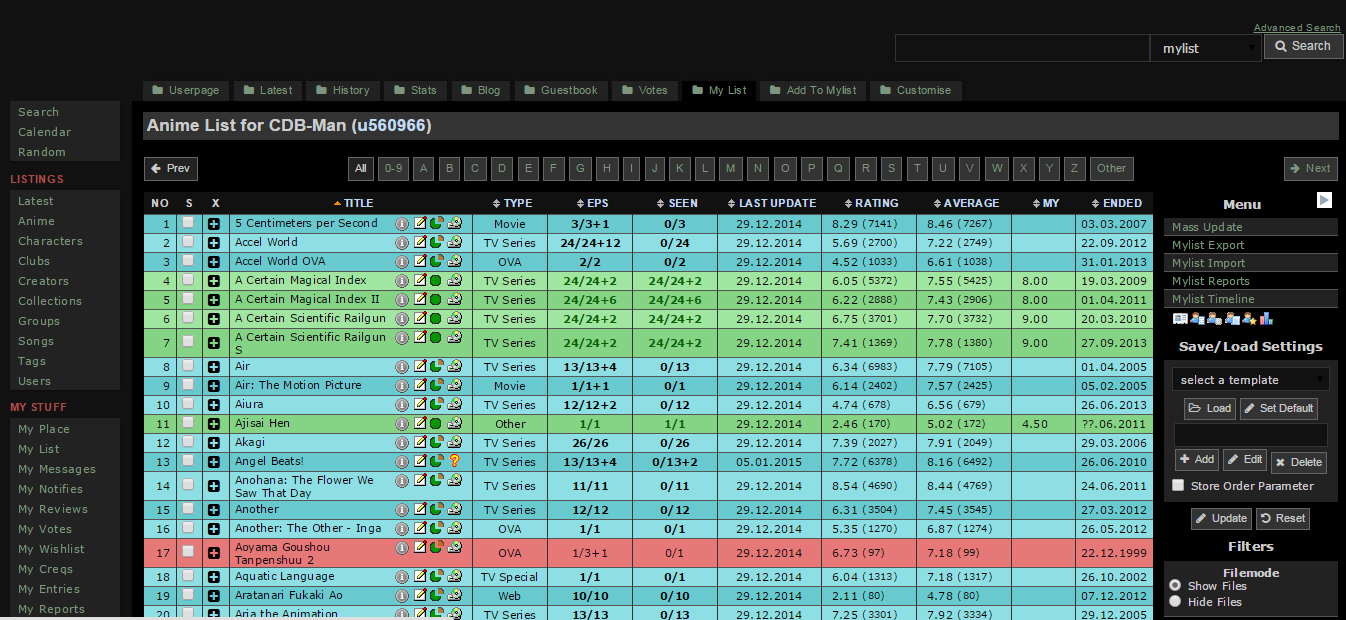 Advanced Search
mylist
Search
Userpage Latest History Stats Blog Guestbook Votes My List Add To Mylist Customise
Search
Calendar
Random
LISTINGS
Latest
Anime
Characters
Clubs
Creators
Collections
Groups
Songs
Tags
Users
MY STUFF
My Place
My List
My Messages
My Notifies
My Reviews
My Votes
My Wishlist
My Creqs
My Entries
My Reports
Anime List for CDB-Man (u560966)
Prev All 0-9 A B C D E F G H I J K L M N O P Q R S T U V W X Y Z Other Next
NO S X TITLE TYPE EPS SEEN LAST UPDATE RATING AVERAGE MY ENDED
1 5 Centimeters per Second Movie 3/3+1 0/3 29.12.2014 8.29 (7141) 8.46 (7267) 03.03.2007
2 Accel World TV Series 24/24+12 0/24 29.12.2014 5.69 (2700) 7.22 (2749) 22.09.2012
3 Accel World OVA OVA 2/2 0/2 29.12.2014 4.52 (1033) 6.61 (1038) 31.01.2013
4 A Certain Magical Index TV Series 24/24+2 24/24+2 29.12.2014 6.05 (5372) 7.55 (5425) 8.00 19.03.2009
5 A Certain Magical Index II TV Series 24/24+6 24/24+6 29.12.2014 6.22 (2888) 7.43 (2906) 8.00 01.04.2011
6 A Certain Scientific Railgun TV Series 24/24+2 24/24+2 29.12.2014 6.75 (3701) 7.70 (3732) 9.00 20.03.2010
7 A Certain Scientific Railgun S TV Series 24/24+2 24/24+2 29.12.2014 7.41 (1369) 7.78 (1380) 9.00 27.09.2013
8 Air TV Series 13/13+4 0/13 29.12.2014 6.34 (6983) 7.79 (7105) 01.04.2005
9 Air: The Motion Picture Movie 1/1+1 0/1 29.12.2014 6.14 (2402) 7.57 (2425) 05.02.2005
10 Aiura TV Series 12/12+2 0/12 29.12.2014 4.74 (678) 6.56 (679) 26.06.2013
11 Ajisai Hen Other 1/1 1/1 29.12.2014 2.46 (170) 5.02 (172) 4.50 ??.06.2011
12 Akagi TV Series 26/26 0/26 29.12.2014 7.39 (2027) 7.91 (2049) 29.03.2006
13 Angel Beats! TV Series 13/13+4 0/13+2 05.01.2015 7.72 (6378) 8.16 (6492) 26.06.2010
14 Anohana: The Flower We Saw That Day TV Series 11/11 0/11 29.12.2014 8.54 (4690) 8.44 (4769) 24.06.2011
15 Another TV Series 12/12 0/12 29.12.2014 6.31 (3504) 7.45 (3545) 27.03.2012
16 Another: The Other - Inga OVA 1/1 0/1 29.12.2014 5.35 (1270) 6.87 (1274) 26.05.2012
17 Aoyama Goushou Tanpenshuu 2 OVA 1/3+1 0/1 29.12.2014 6.73 (97) 7.18 (99) 22.12.1999
18 Aquatic Language TV Special 1/1 0/1 29.12.2014 6.04 (1313) 7.18 (1317) 26.10.2002
19 Aratanari Fukaki Ao Web 10/10 0/10 29.12.2014 2.11 (80) 4.78 (80) 07.12.2012
20 Aria the Animation TV Series 13/13 0/13 29.12.2014 7.25 (3301) 7.92 (3334) 29.12.2005
Menu
Mass Update
Mylist Export
Mylist Import
Mylist Reports
Mylist Timeline
Save/Load Settings
select a template
Load Set Default
Add Edit Delete
Store Order Parameter
Update Reset
Filters
Filemode
Show Files
Hide Files